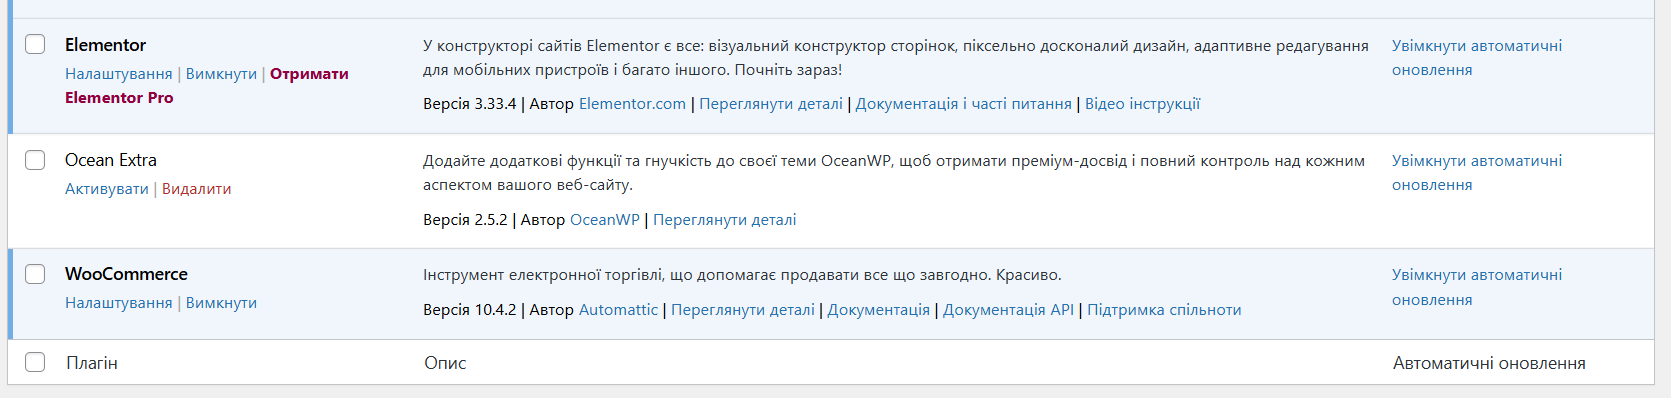 Elementor
Налаштування | Вимкнути | Отримати
Elementor Pro
У конструкторі сайтів Elementor є все: візуальний конструктор сторінок, піксельно досконалий дизайн, адаптивне редагування
для мобільних пристроїв і багато іншого. Почніть зараз!
Версія 3.33.4 | Автор Elementor.com | Переглянути деталі | Документація і часті питання | Відео інструкції
Увімкнути автоматичні
оновлення
Ocean Extra
Активувати | Видалити
Додайте додаткові функції та гнучкість до своєї теми OceanWP, щоб отримати преміум-досвід і повний контроль над кожним
аспектом вашого веб-сайту.
Версія 2.5.2 | Автор OceanWP | Переглянути деталі
Увімкнути автоматичні
оновлення
WooCommerce
Налаштування | Вимкнути
Інструмент електронної торгівлі, що допомагає продавати все що завгодно. Красиво.
Версія 10.4.2 | Автор Automattic | Переглянути деталі | Документація | Документація API | Підтримка спільноти
Увімкнути автоматичні
оновлення
Плагін
Опис
Автоматичні оновлення